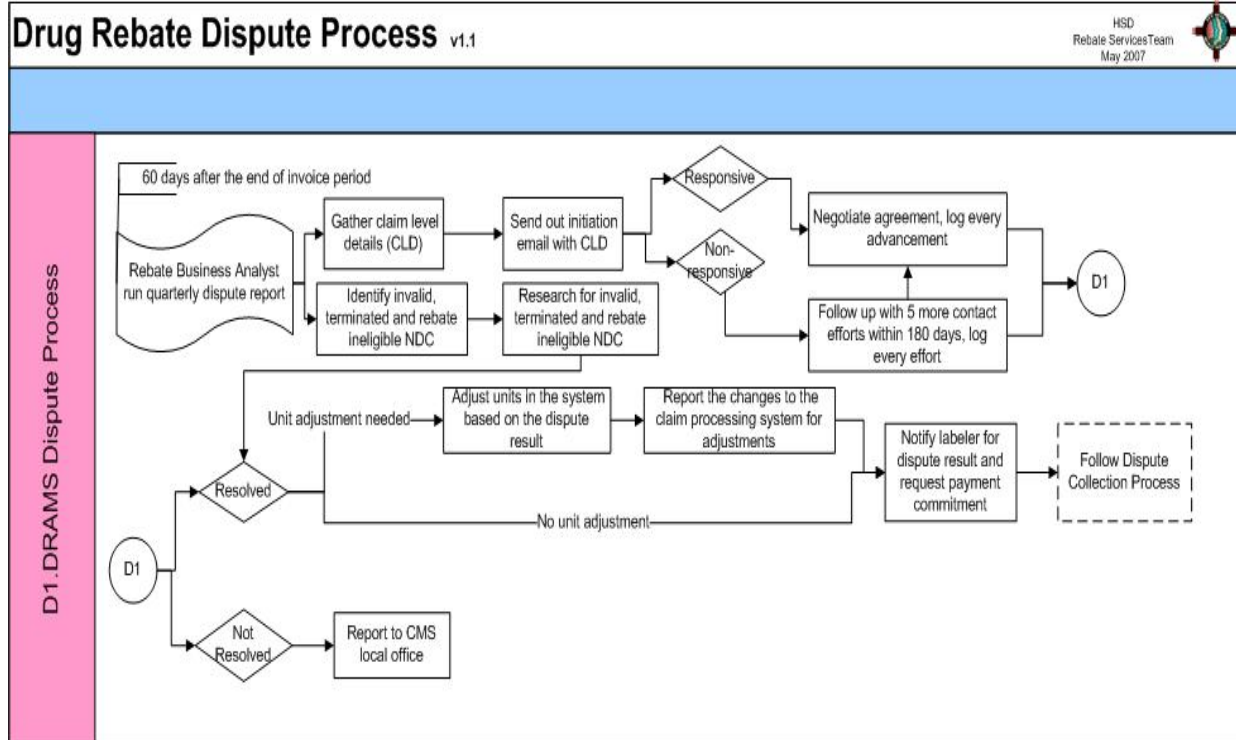 Drug Rebate Dispute Process v1.1
HSD
Rebate ServicesTeam
May 2007
D1.DRAMS Dispute Process
60 days after the end of invoice period
Rebate Business Analyst
run quarterly dispute report
Gather claim level
details (CLD)
Send out initiation
email with CLD
Responsive
Non-
responsive
Negotiate agreement, log every
advancement
Follow up with 5 more contact
efforts within 180 days, log
every effort
D1
Identify invalid,
terminated and rebate
ineligible NDC
Research for invalid,
terminated and rebate
ineligible NDC
Unit adjustment needed
Adjust units in the system
based on the dispute
result
Report the changes to the
claim processing system for
adjustments
Resolved
No unit adjustment
Notify labeler for
dispute result and
request payment
commitment
Follow Dispute
Collection Process
D1
Not
Resolved
Report to CMS
local office